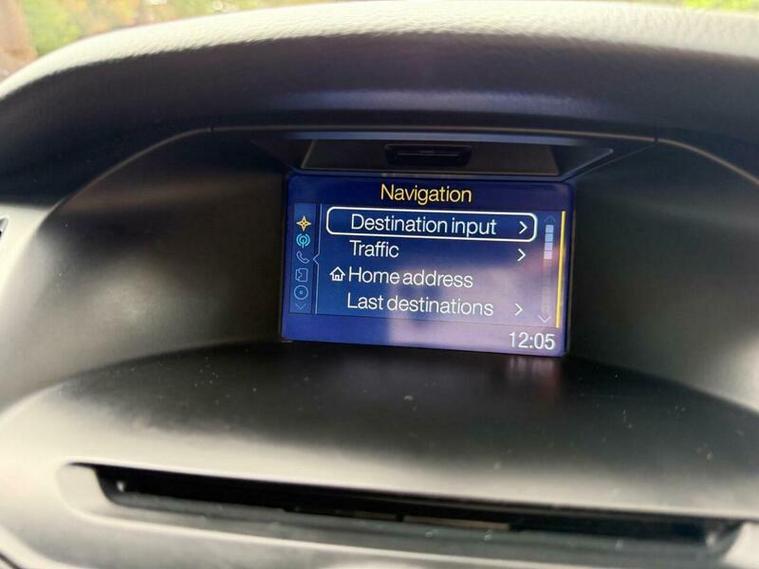 Navigation
Destination input
Traffic
Home address
Last destinations
12:05